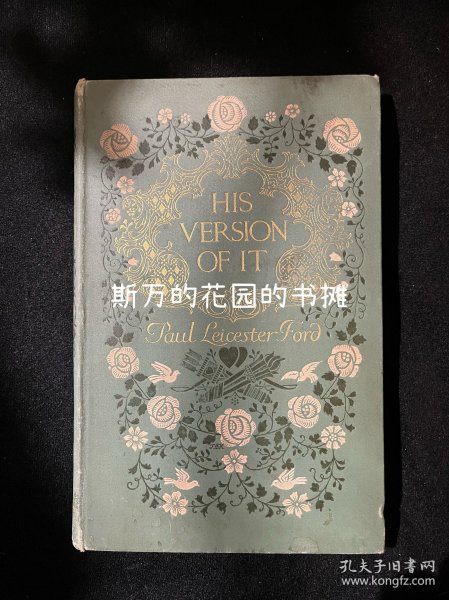 HIS
VERSION
OF IT
斯万的花园的书摊
Paul Leicester Ford
孔夫子旧书网
www.kongfz.com